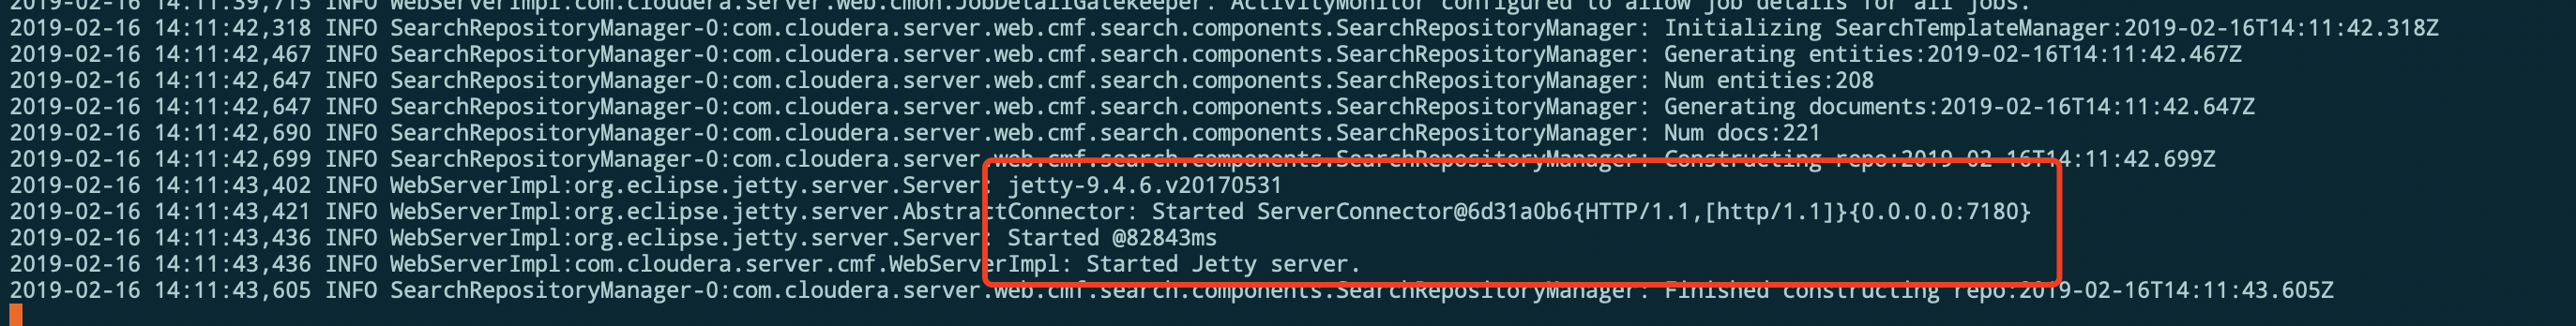 2019-02-16 14:11:39,715 INFO WebServerImpl:com.cloudera.server.web.cmon.JobDetailGatekeeper: ActivityMonitor configured to allow job details for all jobs.
2019-02-16 14:11:42,318 INFO SearchRepositoryManager-0:com.cloudera.server.web.cmf.search.components.SearchRepositoryManager: Initializing SearchTemplateManager:2019-02-16T14:11:42.318Z
2019-02-16 14:11:42,467 INFO SearchRepositoryManager-0:com.cloudera.server.web.cmf.search.components.SearchRepositoryManager: Generating entities:2019-02-16T14:11:42.467Z
2019-02-16 14:11:42,647 INFO SearchRepositoryManager-0:com.cloudera.server.web.cmf.search.components.SearchRepositoryManager: Num entities:208
2019-02-16 14:11:42,647 INFO SearchRepositoryManager-0:com.cloudera.server.web.cmf.search.components.SearchRepositoryManager: Generating documents:2019-02-16T14:11:42.647Z
2019-02-16 14:11:42,690 INFO SearchRepositoryManager-0:com.cloudera.server.web.cmf.search.components.SearchRepositoryManager: Num docs:221
2019-02-16 14:11:42,699 INFO SearchRepositoryManager-0:com.cloudera.server.web.cmf.search.components.SearchRepositoryManager: Constructing repo:2019-02-16T14:11:42.699Z
2019-02-16 14:11:43,402 INFO WebServerImpl:org.eclipse.jetty.server.Server: jetty-9.4.6.v20170531
2019-02-16 14:11:43,421 INFO WebServerImpl:org.eclipse.jetty.server.AbstractConnector: Started ServerConnector@6d31a0b6{HTTP/1.1,[http/1.1]}{0.0.0.0:7180}
2019-02-16 14:11:43,436 INFO WebServerImpl:org.eclipse.jetty.server.Server: Started @82843ms
2019-02-16 14:11:43,436 INFO WebServerImpl:com.cloudera.server.cmf.WebServerImpl: Started Jetty server.
2019-02-16 14:11:43,605 INFO SearchRepositoryManager-0:com.cloudera.server.web.cmf.search.components.SearchRepositoryManager: Finished constructing repo:2019-02-16T14:11:43.605Z